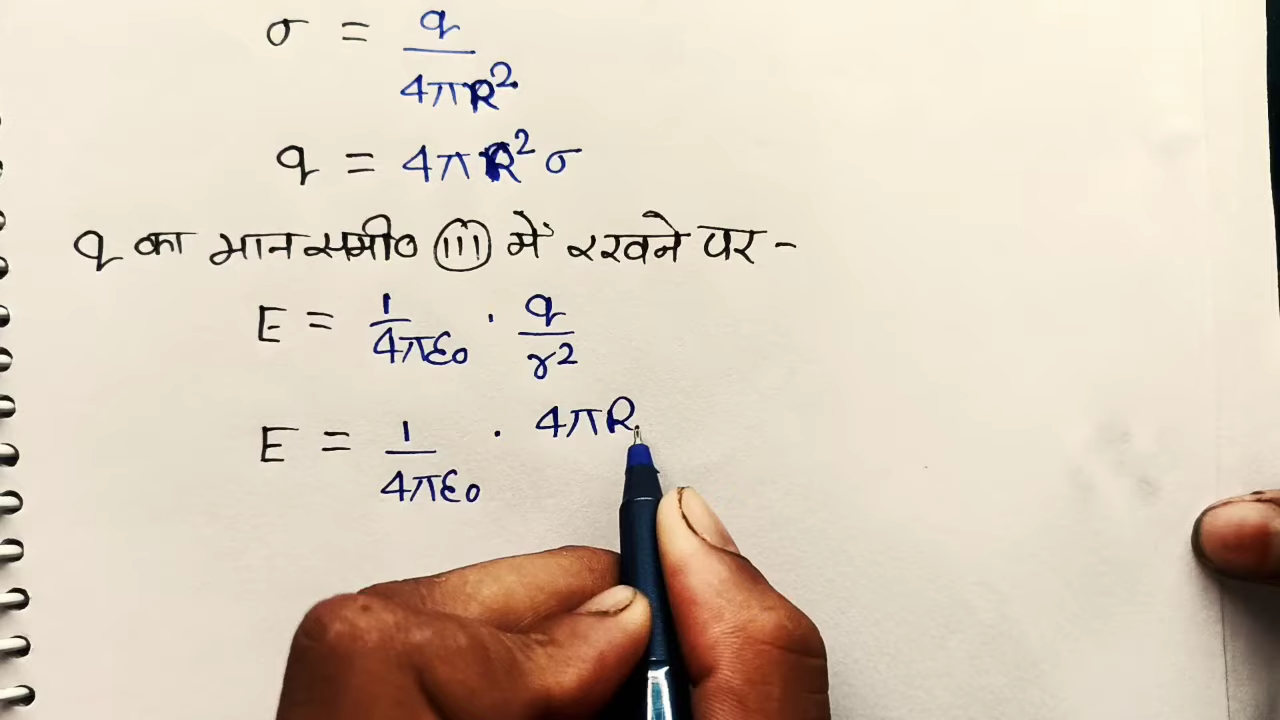 σ = q / 4πR²
q = 4πR²σ
q का मान समी० (iii) में रखने पर -
E = 1/4πε₀ · q/r²
E = 1/4πε₀ · 4πR